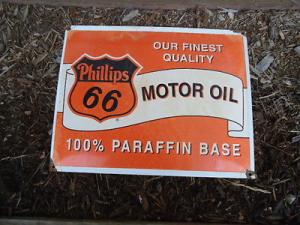 OUR FINEST
QUALITY
Phillips
66
MOTOR OIL
100% PARAFFIN BASE